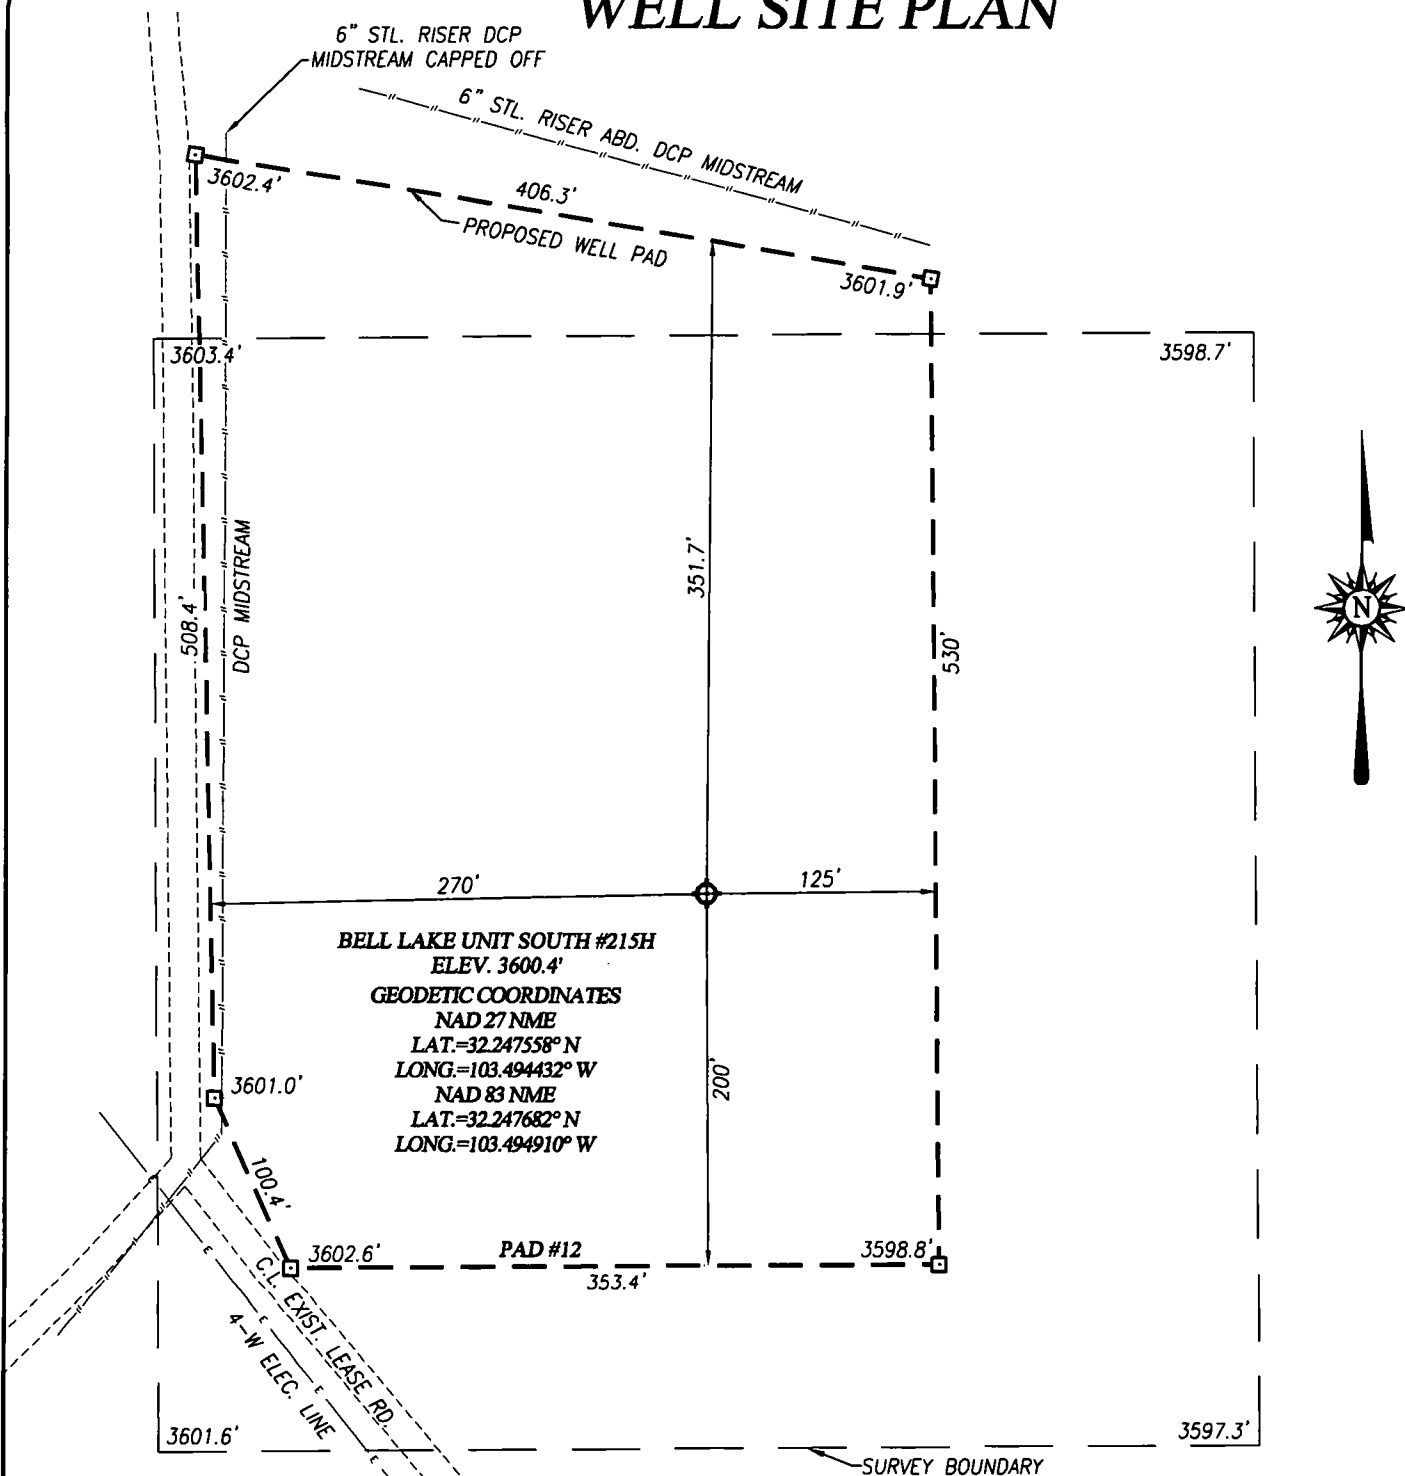 WELL SITE PLAN
6" STL. RISER DCP
MIDSTREAM CAPPED OFF
6" STL. RISER ABD. DCP MIDSTREAM
3602.4'
406.3'
PROPOSED WELL PAD
3601.9'
3603.4'
3598.7'
351.7'
DCP MIDSTREAM
508.4'
530'
N
270'
125'
BELL LAKE UNIT SOUTH #215H
ELEV. 3600.4'
GEODETIC COORDINATES
NAD 27 NME
LAT.=32.247558° N
LONG.=103.494432° W
NAD 83 NME
LAT.=32.247682° N
LONG.=103.494910° W
200'
3601.0'
100.4'
3602.6'
PAD #12
3598.8'
353.4'
E
C.L. EXIST. LEASE RD.
E
4-W ELEC. LINE
E
E
3601.6'
3597.3'
SURVEY BOUNDARY